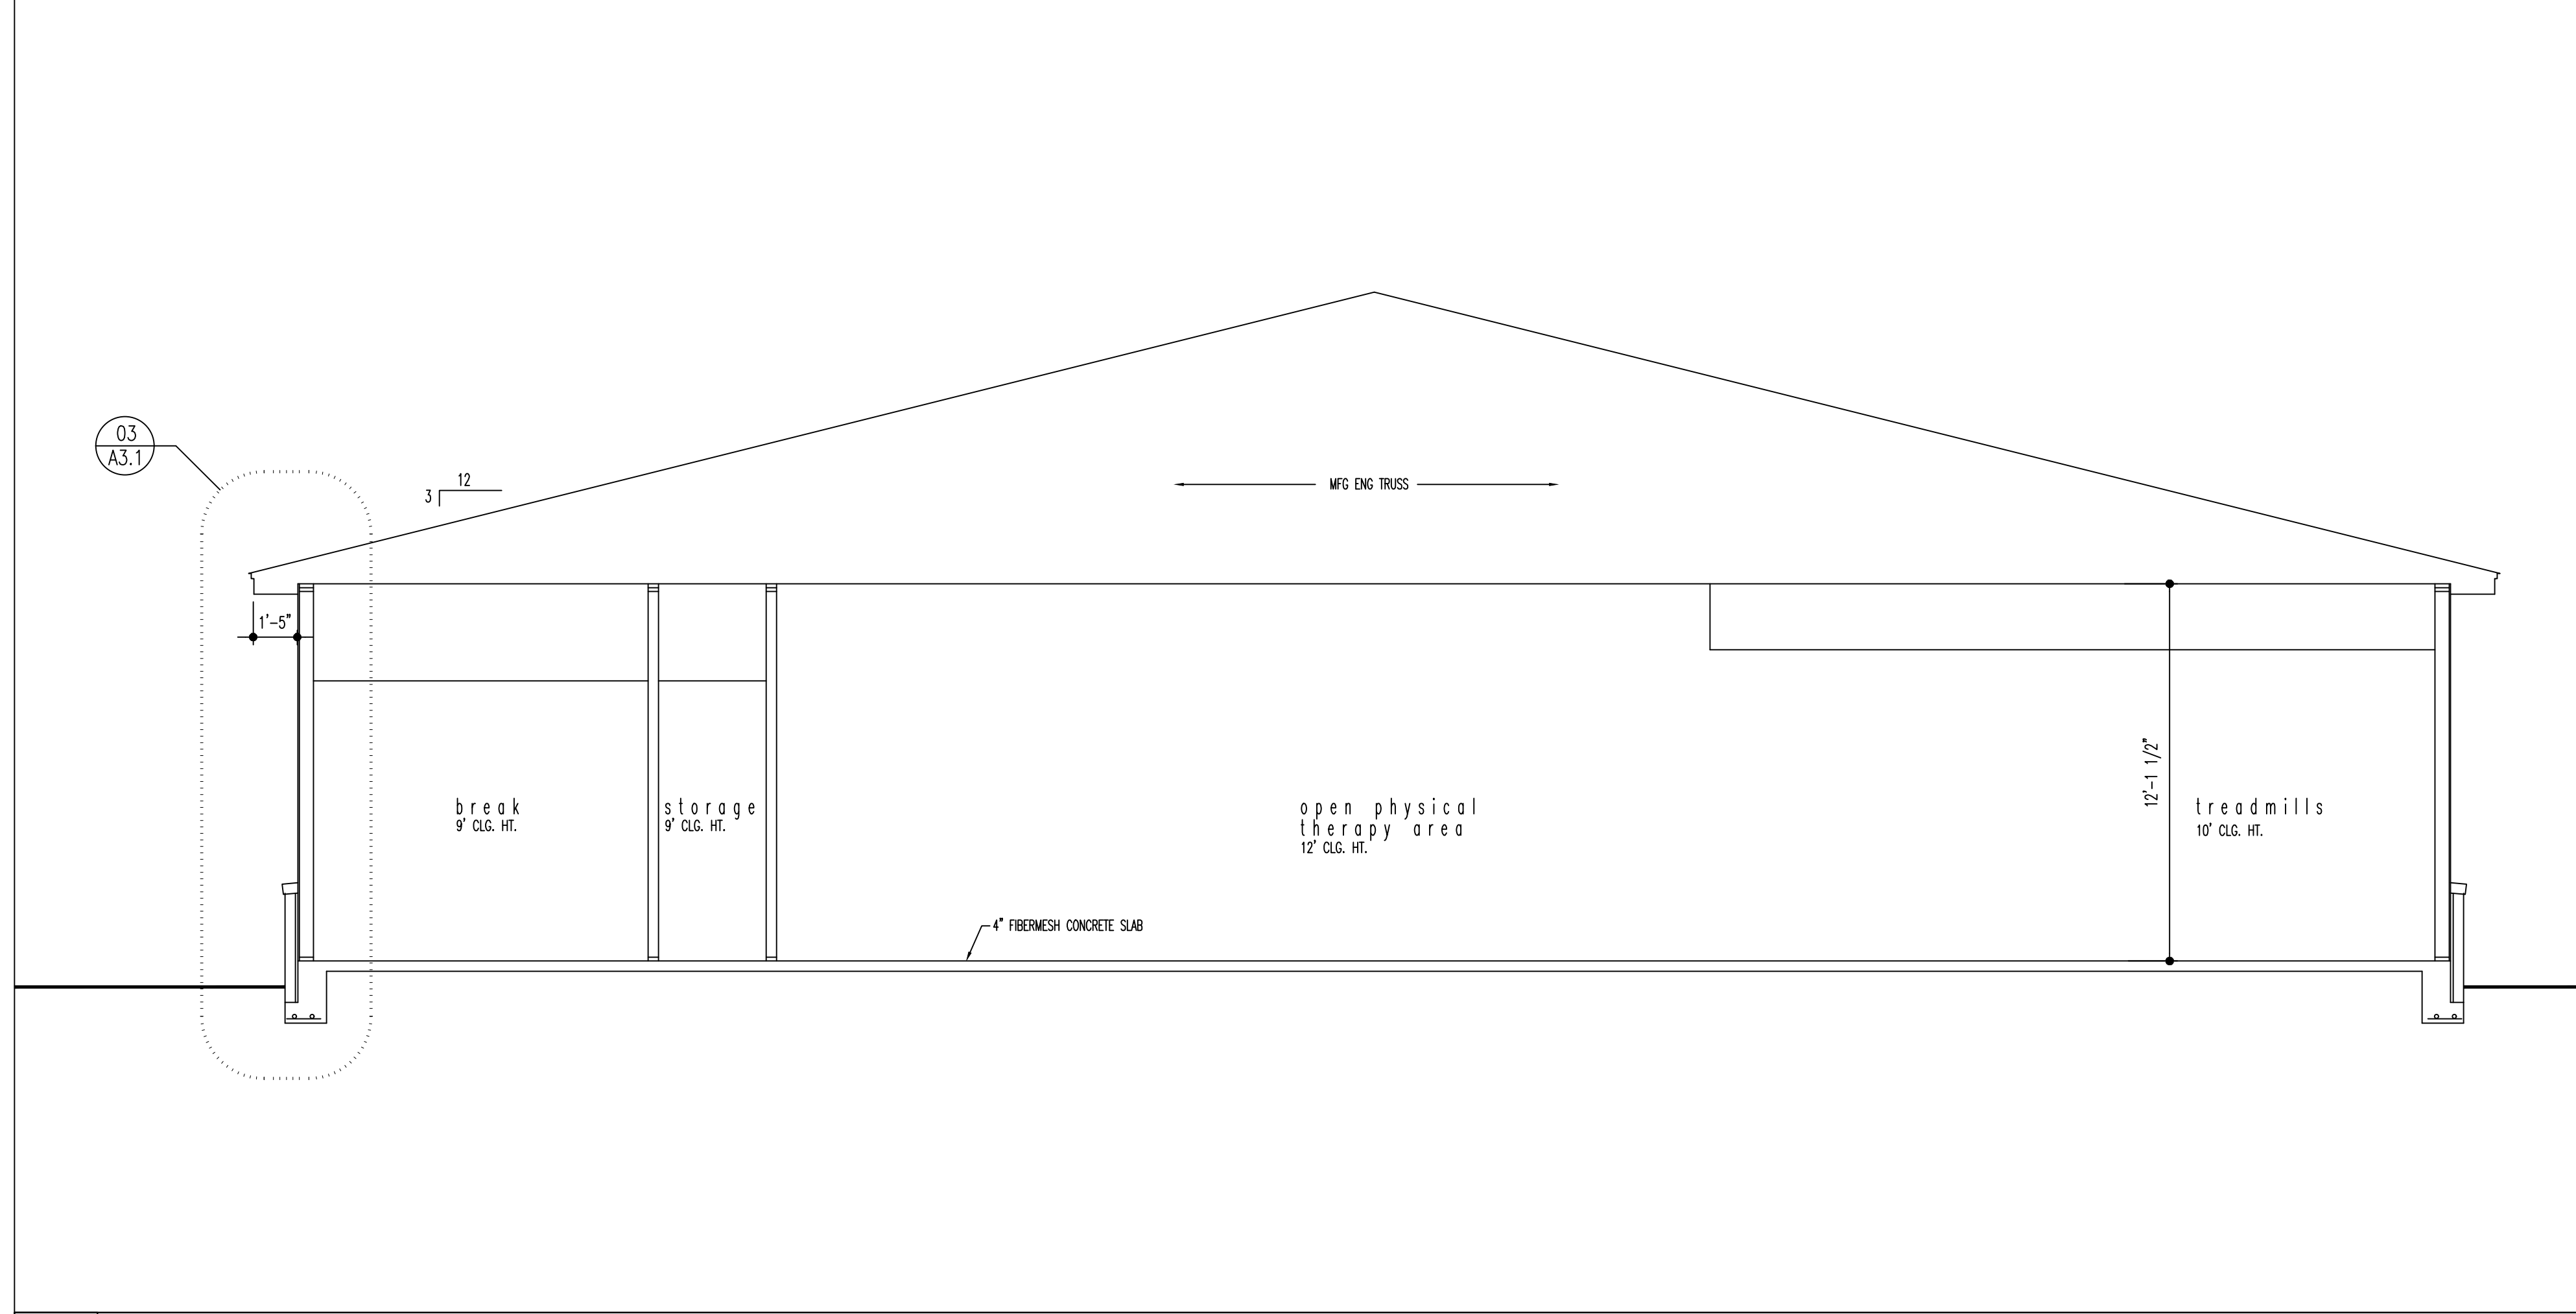 03
A3.1
12
3
MFG ENG TRUSS
1'-5"
12'-1 1/2"
break
9' CLG. HT.
storage
9' CLG. HT.
open physical
therapy area
12' CLG. HT.
treadmills
10' CLG. HT.
4" FIBERMESH CONCRETE SLAB